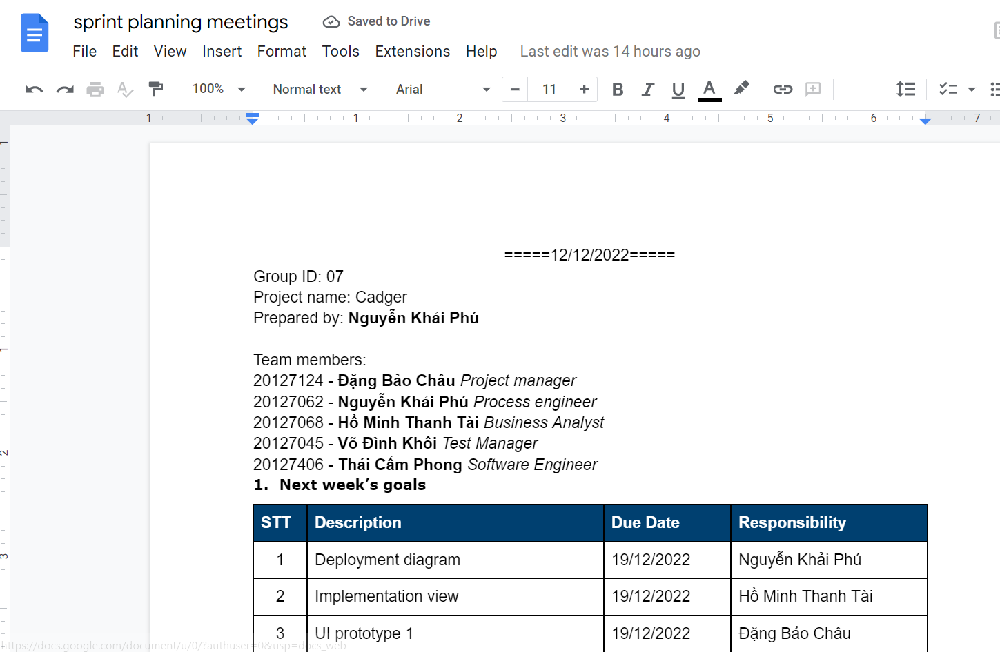 sprint planning meetings Saved to Drive
File Edit View Insert Format Tools Extensions Help Last edit was 14 hours ago
100% Normal text Arial − 11 + B I U A
1 1 2 3 4 5 6 7
=====12/12/2022=====
Group ID: 07
Project name: Cadger
Prepared by: Nguyễn Khải Phú
Team members:
20127124 - Đặng Bảo Châu Project manager
20127062 - Nguyễn Khải Phú Process engineer
20127068 - Hồ Minh Thanh Tài Business Analyst
20127045 - Võ Đình Khôi Test Manager
20127406 - Thái Cẩm Phong Software Engineer
1. Next week’s goals
STT Description Due Date Responsibility
1 Deployment diagram 19/12/2022 Nguyễn Khải Phú
2 Implementation view 19/12/2022 Hồ Minh Thanh Tài
3 UI prototype 1 19/12/2022 Đặng Bảo Châu
https://docs.google.com/document/u/0/?authuser=0&usp=docs_web
1
1
2
3